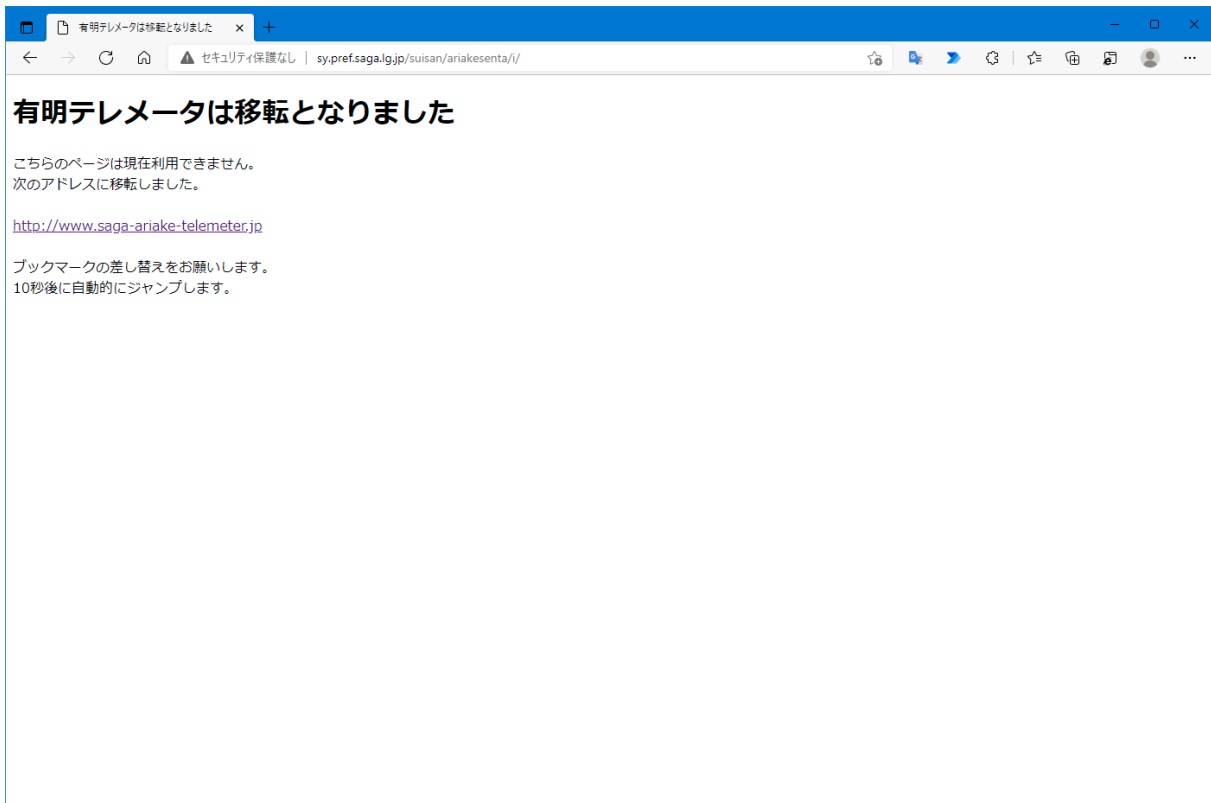 有明テレメータは移転となりました
セキュリティ保護なし | sy.pref.saga.lg.jp/suisan/ariakesenta/i/
有明テレメータは移転となりました
こちらのページは現在利用できません。
次のアドレスに移転しました。
http://www.saga-ariake-telemeter.jp
ブックマークの差し替えをお願いします。
10秒後に自動的にジャンプします。